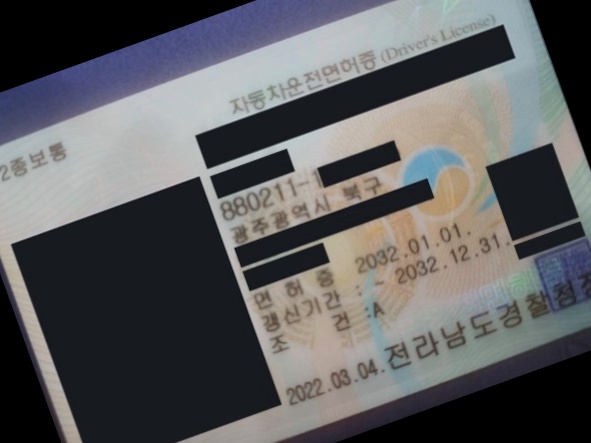 자동차운전면허증 (Driver's License)
2종보통
880211-1
광주광역시 북구
면 허 증 2032.01.01.
갱신기간 : ~ 2032.12.31.
조 건 :A
2022.03.04. 전라남도경찰청장